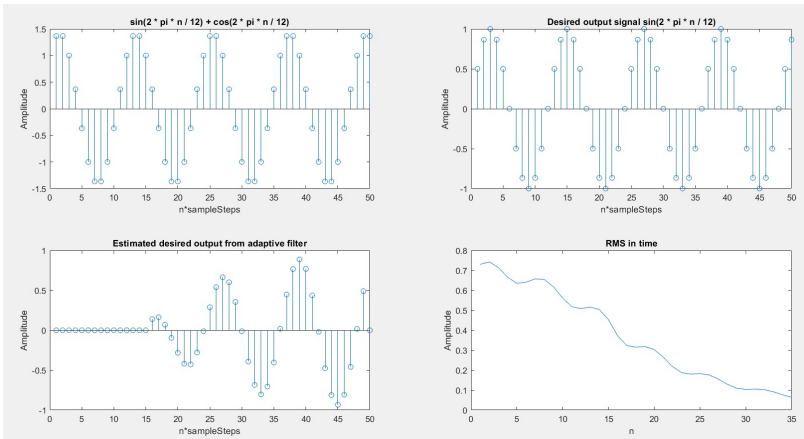 sin(2 * pi * n / 12) + cos(2 * pi * n / 12)
1.5
1
0.5
0
-0.5
-1
-1.5
Amplitude
0 5 10 15 20 25 30 35 40 45 50
n*sampleSteps
Desired output signal sin(2 * pi * n / 12)
1
0.5
0
-0.5
-1
Amplitude
0 5 10 15 20 25 30 35 40 45 50
n*sampleSteps
Estimated desired output from adaptive filter
1
0.5
0
-0.5
-1
Amplitude
0 5 10 15 20 25 30 35 40 45 50
n*sampleSteps
RMS in time
0.8
0.7
0.6
0.5
0.4
0.3
0.2
0.1
0
Amplitude
0 5 10 15 20 25 30 35
n